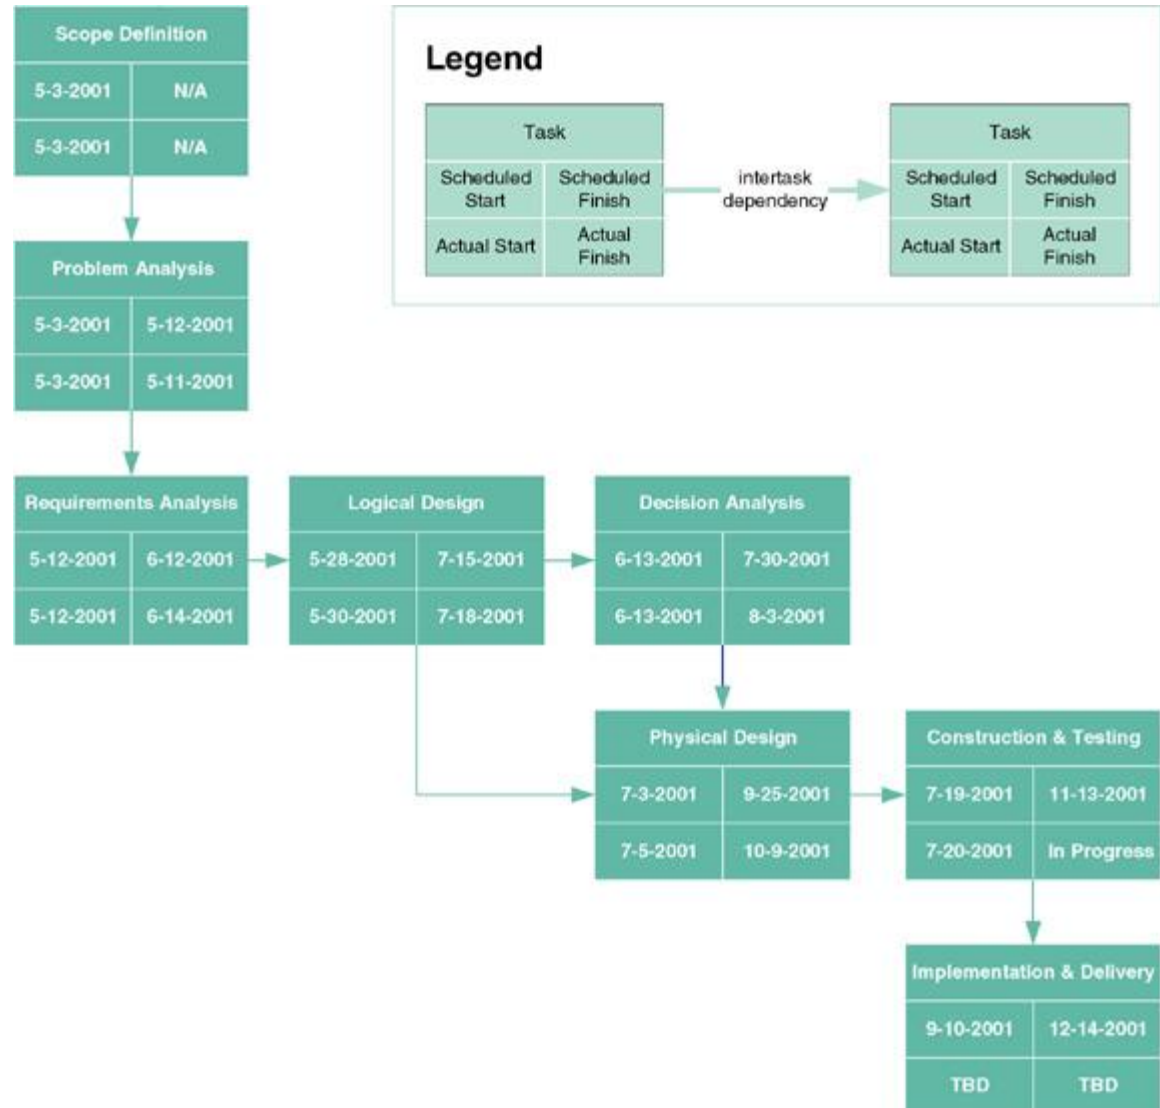 Scope Definition
5-3-2001 N/A
5-3-2001 N/A
Legend
Task
Scheduled Start
Scheduled Finish
Actual Start
Actual Finish
intertask
dependency
Task
Scheduled Start
Scheduled Finish
Actual Start
Actual Finish
Problem Analysis
5-3-2001 5-12-2001
5-3-2001 5-11-2001
Requirements Analysis
5-12-2001 6-12-2001
5-12-2001 6-14-2001
Logical Design
5-28-2001 7-15-2001
5-30-2001 7-18-2001
Decision Analysis
6-13-2001 7-30-2001
6-13-2001 8-3-2001
Physical Design
7-3-2001 9-25-2001
7-5-2001 10-9-2001
Construction & Testing
7-19-2001 11-13-2001
7-20-2001 In Progress
Implementation & Delivery
9-10-2001 12-14-2001
TBD TBD